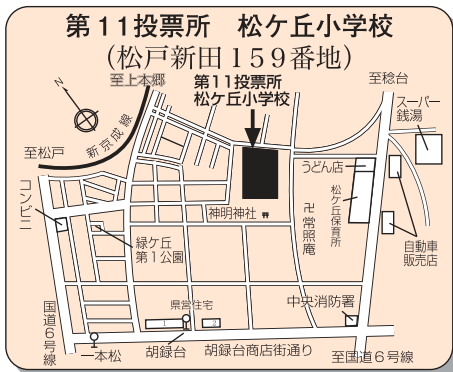 第11投票所 松ケ丘小学校
(松戸新田159番地)
至上本郷
第11投票所
松ケ丘小学校
至稔台
スーパー
銭湯
N
新京成線
至松戸
うどん店
コンビニ
松ケ丘保育所
神明神社
卍常照庵
緑ケ丘
第1公園
自動車
販売店
国道6号線
県営住宅
中央消防署
1
2
一本松
胡録台
胡録台商店街通り
至国道6号線